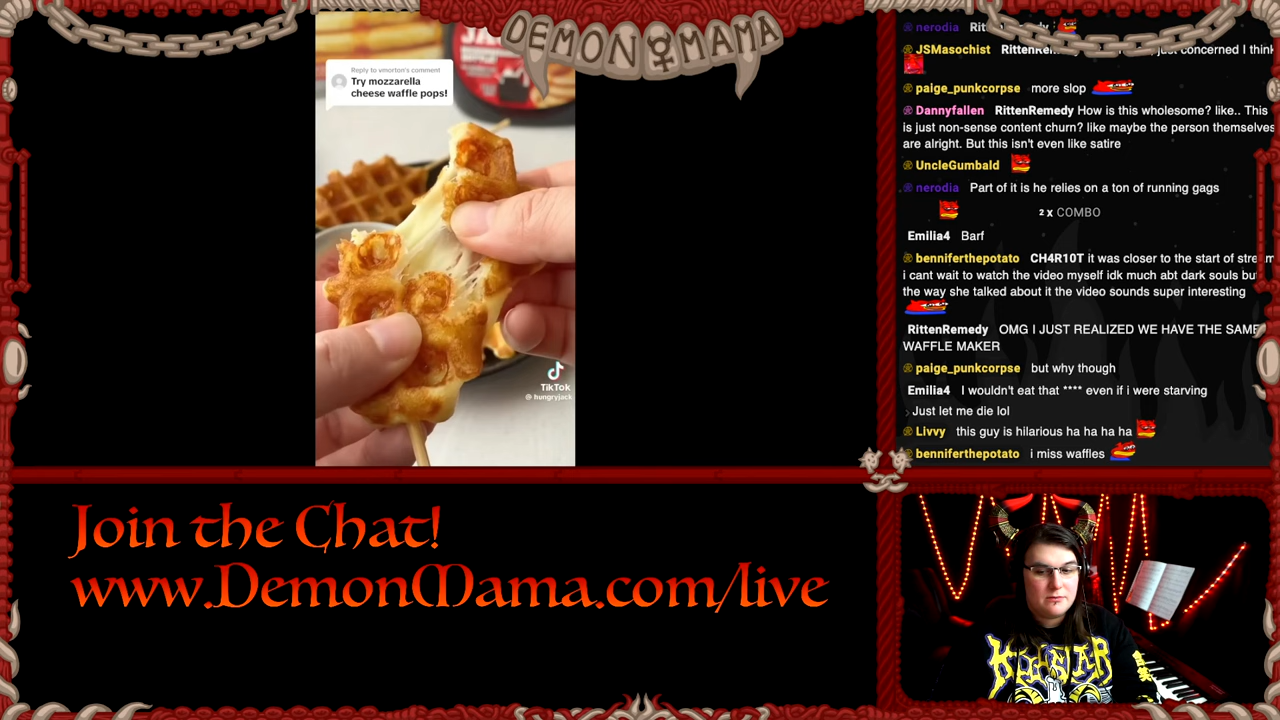 DEMON MAMA
Reply to vmorton's comment
Try mozzarella
cheese waffle pops!
TikTok
@ hungryjack
nerodia
JSMasochist just concerned I think
paige_punkcorpse more slop
Dannyfallen RittenRemedy How is this wholesome? like.. This
is just non-sense content churn? like maybe the person themselves
are alright. But this isn't even like satire
UncleGumbald
nerodia Part of it is he relies on a ton of running gags
2 x COMBO
Emilia4 Barf
benniferthepotato CH4R10T it was closer to the start of stream
i cant wait to watch the video myself idk much abt dark souls but
the way she talked about it the video sounds super interesting
RittenRemedy OMG I JUST REALIZED WE HAVE THE SAME
WAFFLE MAKER
paige_punkcorpse but why though
Emilia4 I wouldn't eat that **** even if i were starving
› Just let me die lol
Livvy this guy is hilarious ha ha ha ha
benniferthepotato i miss waffles
Join the Chat!
www.DemonMama.com/live